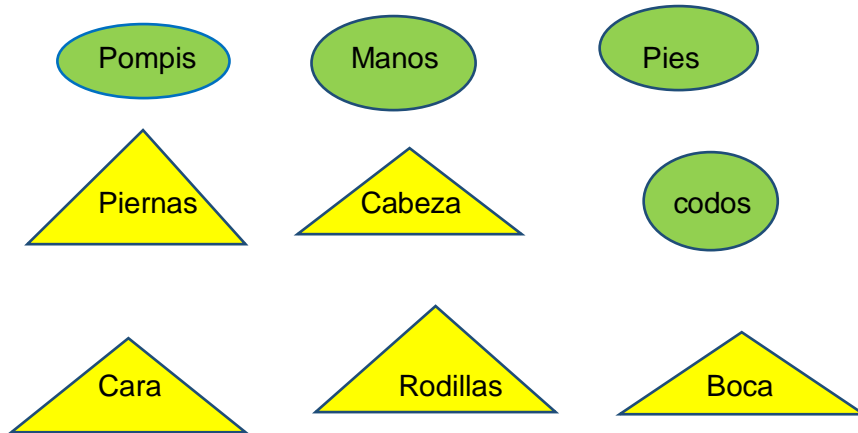 Pompis
Manos
Pies
Piernas
Cabeza
codos
Cara
Rodillas
Boca